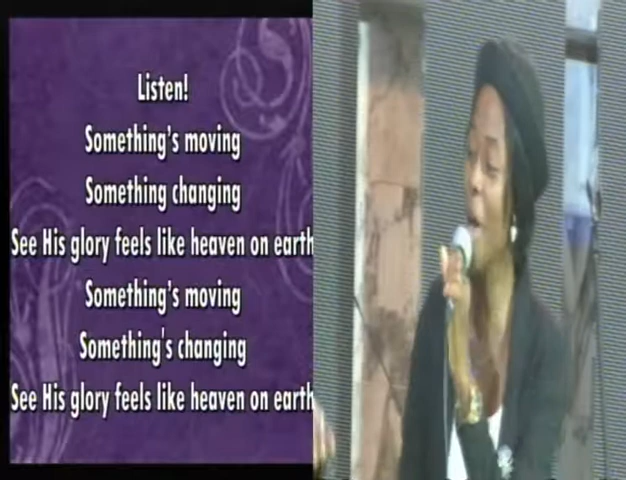 Listen!
Something's moving
Something changing
See His glory feels like heaven on earth
Something's moving
Something's changing
See His glory feels like heaven on earth